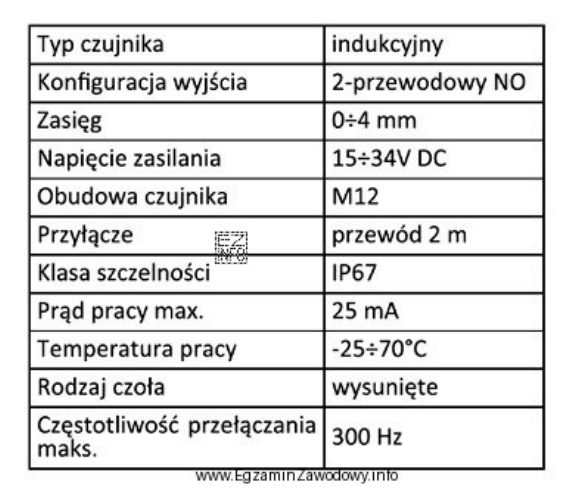 Typ czujnika indukcyjny
Konfiguracja wyjścia 2-przewodowy NO
Zasięg 0÷4 mm
Napięcie zasilania 15÷34V DC
Obudowa czujnika M12
Przyłącze przewód 2 m
EZ
INFO
Klasa szczelności IP67
Prąd pracy max. 25 mA
Temperatura pracy -25÷70°C
Rodzaj czoła wysunięte
Częstotliwość przełączania
maks. 300 Hz
www.EgzaminZawodowy.info